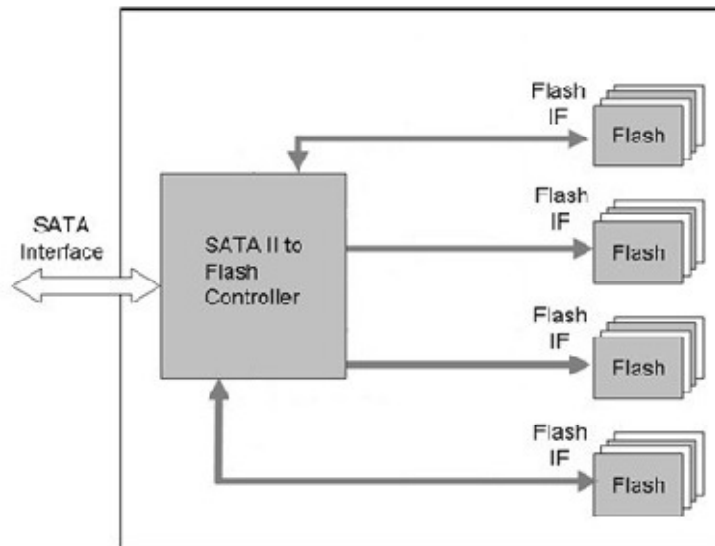 SATA
Interface
SATA II to
Flash
Controller
Flash
IF
Flash
Flash
IF
Flash
Flash
IF
Flash
Flash
IF
Flash